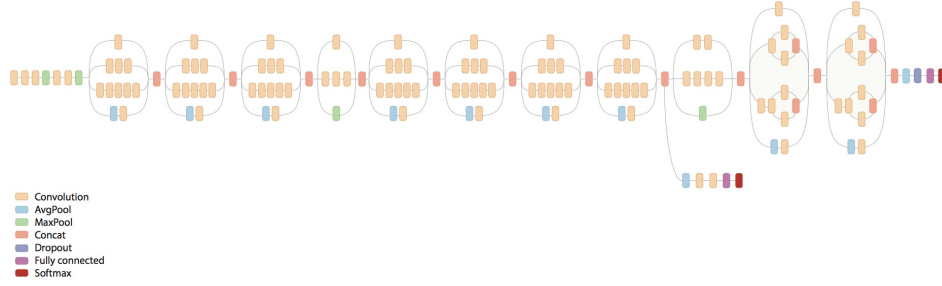 Convolution
AvgPool
MaxPool
Concat
Dropout
Fully connected
Softmax